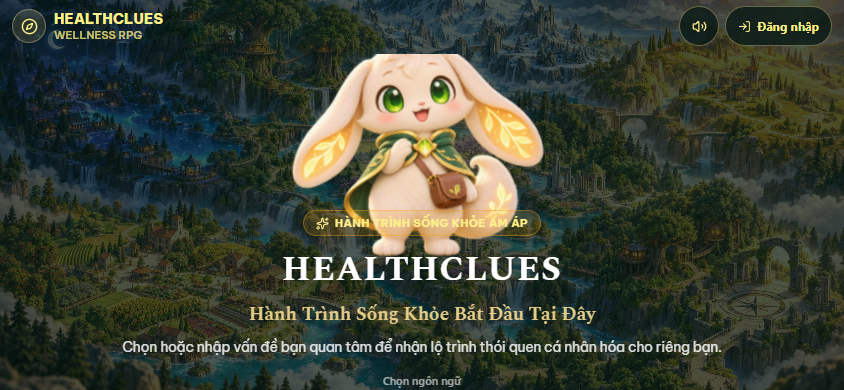 HEALTHCLUES
WELLNESS RPG
Đăng nhập
HÀNH TRÌNH SỐNG KHỎE ẤM ÁP
HEALTHCLUES
Hành Trình Sống Khỏe Bắt Đầu Tại Đây
Chọn hoặc nhập vấn đề bạn quan tâm để nhận lộ trình thói quen cá nhân hóa cho riêng bạn.
Chọn ngôn ngữ